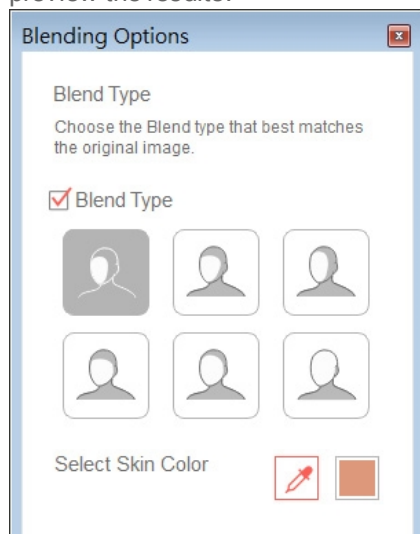 preview the results.
Blending Options
Blend Type
Choose the Blend type that best matches
the original image.
Blend Type
Select Skin Color